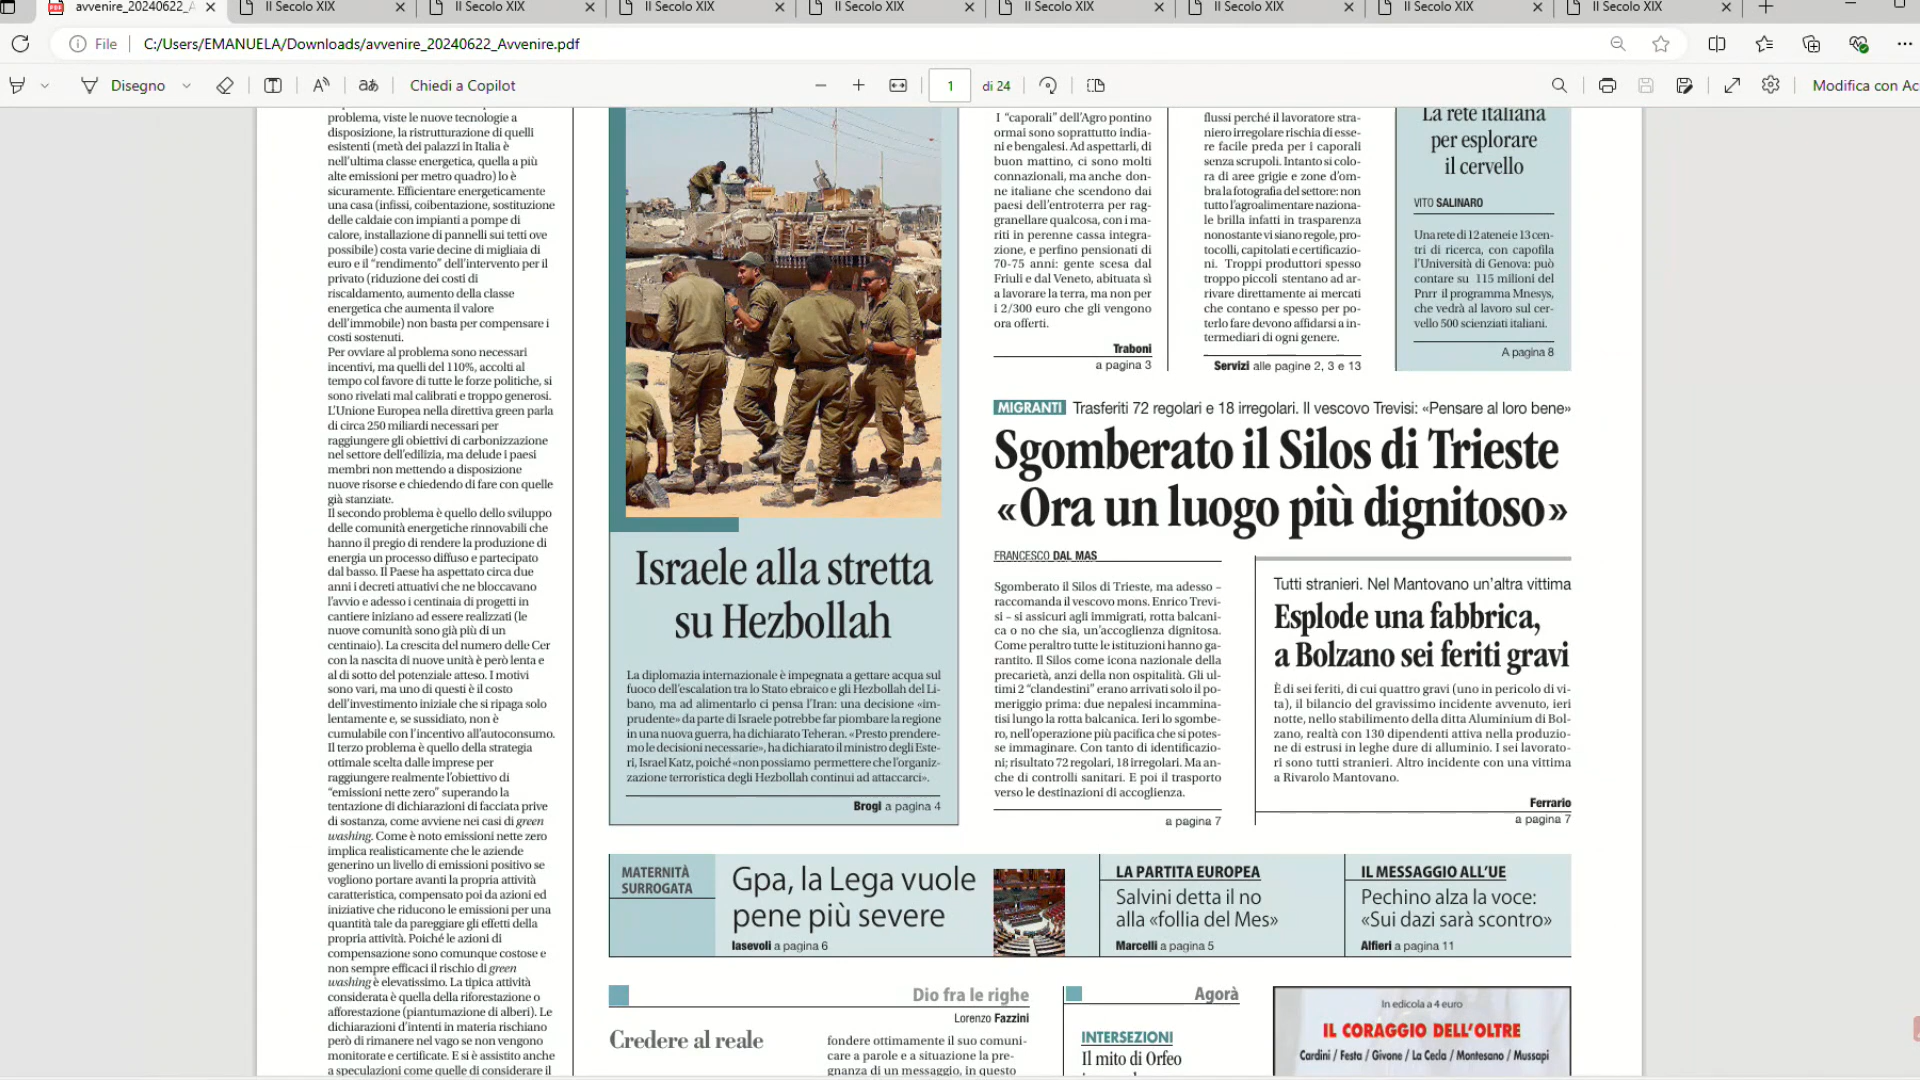 avvenire_20240622_A
Il Secolo XIX
Il Secolo XIX
Il Secolo XIX
Il Secolo XIX
Il Secolo XIX
Il Secolo XIX
Il Secolo XIX
Il Secolo XIX
File
C:/Users/EMANUELA/Downloads/avvenire_20240622_Avvenire.pdf
Disegno
aあ
Chiedi a Copilot
1
di 24
Modifica con Ac
problema, viste le nuove tecnologie a
disposizione, la ristrutturazione di quelli
esistenti (metà dei palazzi in Italia è
nell'ultima classe energetica, quella a più
alte emissioni per metro quadro) lo è
sicuramente. Efficientare energeticamente
una casa (infissi, coibentazione, sostituzione
delle caldaie con impianti a pompe di
calore, installazione di pannelli sui tetti ove
possibile) costa varie decine di migliaia di
euro e il "rendimento" dell'intervento per il
privato (riduzione dei costi di
riscaldamento, aumento della classe
energetica che aumenta il valore
dell'immobile) non basta per compensare i
costi sostenuti.
Per ovviare al problema sono necessari
incentivi, ma quelli del 110%, accolti al
tempo col favore di tutte le forze politiche, si
sono rivelati mal calibrati e troppo generosi.
L'Unione Europea nella direttiva green parla
di circa 250 miliardi necessari per
raggiungere gli obiettivi di carbonizzazione
nel settore dell'edilizia, ma delude i paesi
membri non mettendo a disposizione
nuove risorse e chiedendo di fare con quelle
già stanziate.
Il secondo problema è quello dello sviluppo
delle comunità energetiche rinnovabili che
hanno il pregio di rendere la produzione di
energia un processo diffuso e partecipato
dal basso. Il Paese ha aspettato circa due
anni i decreti attuativi che ne bloccavano
l'avvio e adesso i centinaia di progetti in
cantiere iniziano ad essere realizzati (le
nuove comunità sono già più di un
centinaio). La crescita del numero delle Cer
con la nascita di nuove unità è però lenta e
al di sotto del potenziale atteso. I motivi
sono vari, ma uno di questi è il costo
dell'investimento iniziale che si ripaga solo
lentamente e, se sussidiato, non è
cumulabile con l'incentivo all'autoconsumo.
Il terzo problema è quello della strategia
ottimale scelta dalle imprese per
raggiungere realmente l'obiettivo di
"emissioni nette zero" superando la
tentazione di dichiarazioni di facciata prive
di sostanza, come avviene nei casi di green
washing. Come è noto emissioni nette zero
implica realisticamente che le aziende
generino un livello di emissioni positivo se
vogliono portare avanti la propria attività
caratteristica, compensato poi da azioni ed
iniziative che riducono le emissioni per una
quantità tale da pareggiare gli effetti della
propria attività. Poiché le azioni di
compensazione sono comunque costose e
non sempre efficaci il rischio di green
washing è elevatissimo. La tipica attività
considerata è quella della riforestazione o
afforestazione (piantumazione di alberi). Le
dichiarazioni d'intenti in materia rischiano
però di rimanere nel vago se non vengono
monitorate e certificate. E si è assistito anche
a speculazioni come quelle di considerare il
Israele alla stretta
su Hezbollah
La diplomazia internazionale è impegnata a gettare acqua sul
fuoco dell'escalation tra lo Stato ebraico e gli Hezbollah del Li-
bano, ma ad alimentarlo ci pensa l'Iran: una decisione «im-
prudente» da parte di Israele potrebbe far piombare la regione
in una nuova guerra, ha dichiarato Teheran. «Presto prendere-
mo le decisioni necessarie», ha dichiarato il ministro degli Este-
ri, Israel Katz, poiché «non possiamo permettere che l'organiz-
zazione terroristica degli Hezbollah continui ad attaccarci».
Brogi a pagina 4
I "caporali" dell'Agro pontino
ormai sono soprattutto india-
ni e bengalesi. Ad aspettarli, di
buon mattino, ci sono molti
connazionali, ma anche don-
ne italiane che scendono dai
paesi dell'entroterra per rag-
granellare qualcosa, con i ma-
riti in perenne cassa integra-
zione, e perfino pensionati di
70-75 anni: gente scesa dal
Friuli e dal Veneto, abituata sì
a lavorare la terra, ma non per
i 2/300 euro che gli vengono
ora offerti.
Traboni
a pagina 3
flussi perché il lavoratore stra-
niero irregolare rischia di esse-
re facile preda per i caporali
senza scrupoli. Intanto si colo-
ra di aree grigie e zone d'om-
bra la fotografia del settore: non
tutto l'agroalimentare naziona-
le brilla infatti in trasparenza
nonostante vi siano regole, pro-
tocolli, capitolati e certificazio-
ni. Troppi produttori spesso
troppo piccoli stentano ad ar-
rivare direttamente ai mercati
che contano e spesso per po-
terlo fare devono affidarsi a in-
termediari di ogni genere.
Servizi alle pagine 2, 3 e 13
La rete italiana
per esplorare
il cervello
VITO SALINARO
Una rete di 12 atenei e 13 cen-
tri di ricerca, con capofila
l'Università di Genova: può
contare su 115 milioni del
Pnrr il programma Mnesys,
che vedrà al lavoro sul cer-
vello 500 scienziati italiani.
A pagina 8
MIGRANTI Trasferiti 72 regolari e 18 irregolari. Il vescovo Trevisi: «Pensare al loro bene»
Sgomberato il Silos di Trieste
«Ora un luogo più dignitoso»
FRANCESCO DAL MAS
Sgomberato il Silos di Trieste, ma adesso –
raccomanda il vescovo mons. Enrico Trevi-
si – si assicuri agli immigrati, rotta balcani-
ca o no che sia, un'accoglienza dignitosa.
Come peraltro tutte le istituzioni hanno ga-
rantito. Il Silos come icona nazionale della
precarietà, anzi della non ospitalità. Gli ul-
timi 2 "clandestini" erano arrivati solo il po-
meriggio prima: due nepalesi incammina-
tisi lungo la rotta balcanica. Ieri lo sgombe-
ro, nell'operazione più pacifica che si potes-
se immaginare. Con tanto di identificazio-
ni; risultato 72 regolari, 18 irregolari. Ma an-
che di controlli sanitari. E poi il trasporto
verso le destinazioni di accoglienza.
a pagina 7
Tutti stranieri. Nel Mantovano un'altra vittima
Esplode una fabbrica,
a Bolzano sei feriti gravi
È di sei feriti, di cui quattro gravi (uno in pericolo di vi-
ta), il bilancio del gravissimo incidente avvenuto, ieri
notte, nello stabilimento della ditta Aluminium di Bol-
zano, realtà con 130 dipendenti attiva nella produzio-
ne di estrusi in leghe dure di alluminio. I sei lavorato-
ri sono tutti stranieri. Altro incidente con una vittima
a Rivarolo Mantovano.
Ferrario
a pagina 7
MATERNITÀ
SURROGATA
Gpa, la Lega vuole
pene più severe
Iasevoli a pagina 6
LA PARTITA EUROPEA
Salvini detta il no
alla «follia del Mes»
Marcelli a pagina 5
IL MESSAGGIO ALL'UE
Pechino alza la voce:
«Sui dazi sarà scontro»
Alfieri a pagina 11
Dio fra le righe
Lorenzo Fazzini
Credere al reale
fondere ottimamente il suo comuni-
care a parole e a situazione la pre-
gnanza di un messaggio, in questo
Agorà
INTERSEZIONI
Il mito di Orfeo
In edicola a 4 euro
IL CORAGGIO DELL'OLTRE
Cardini / Festa / Givone / La Cecla / Montesano / Mussapi